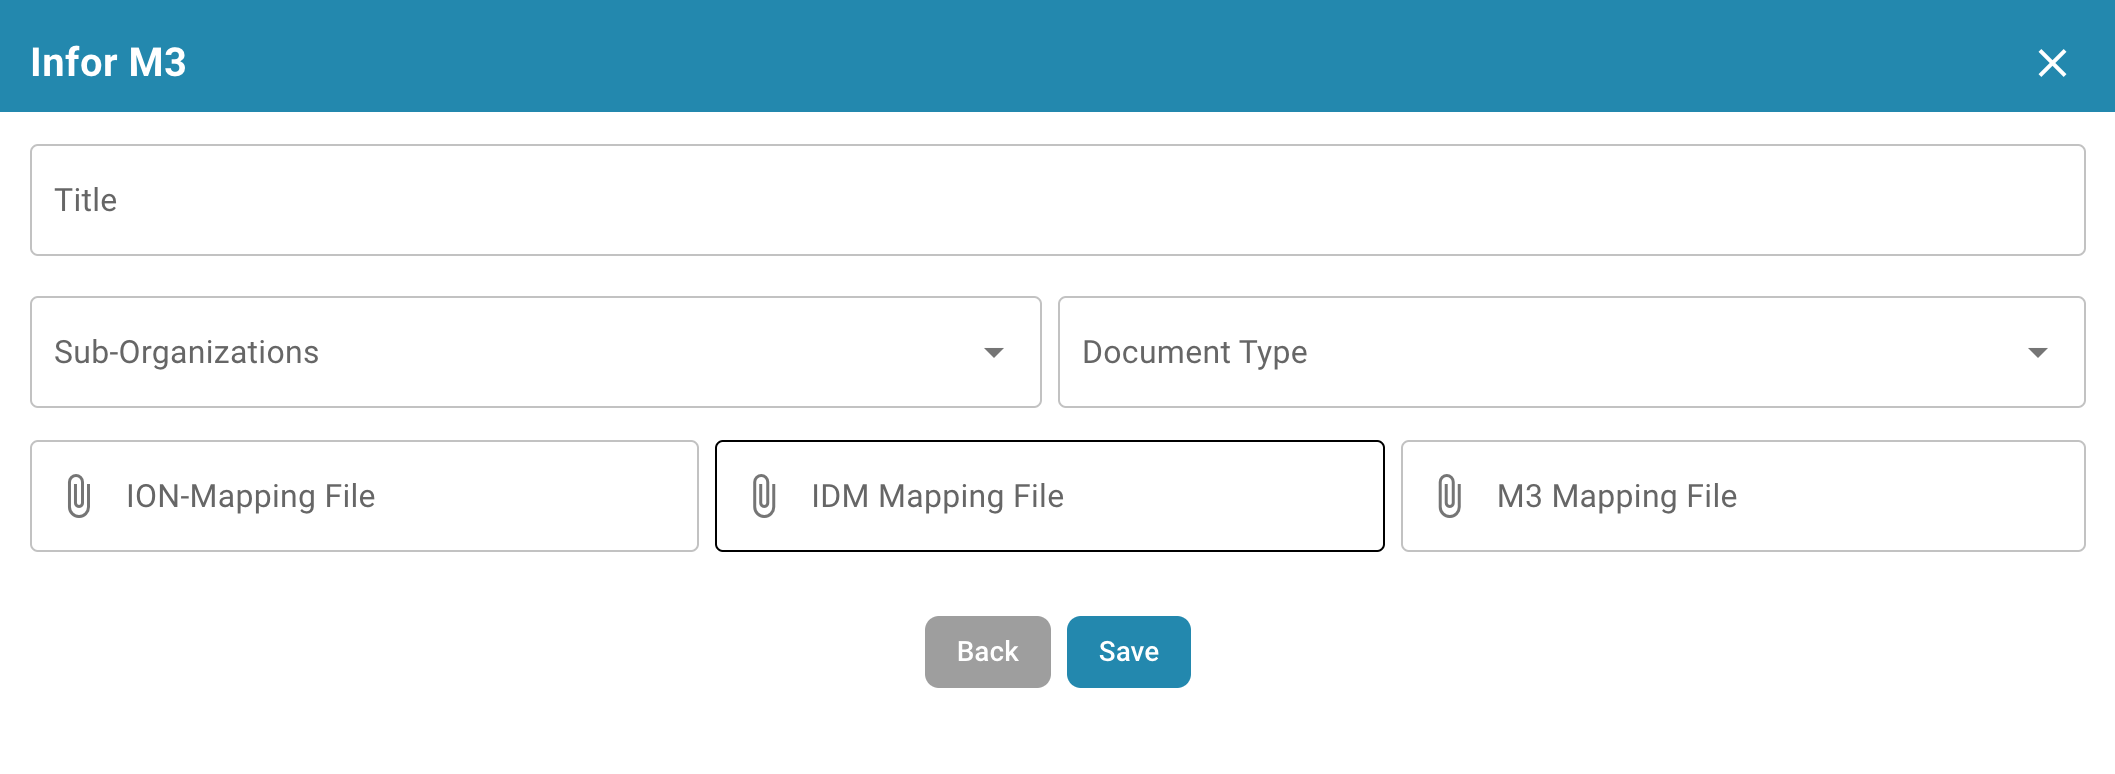 Infor M3
Title
Sub-Organizations
Document Type
ION-Mapping File
IDM Mapping File
M3 Mapping File
Back
Save